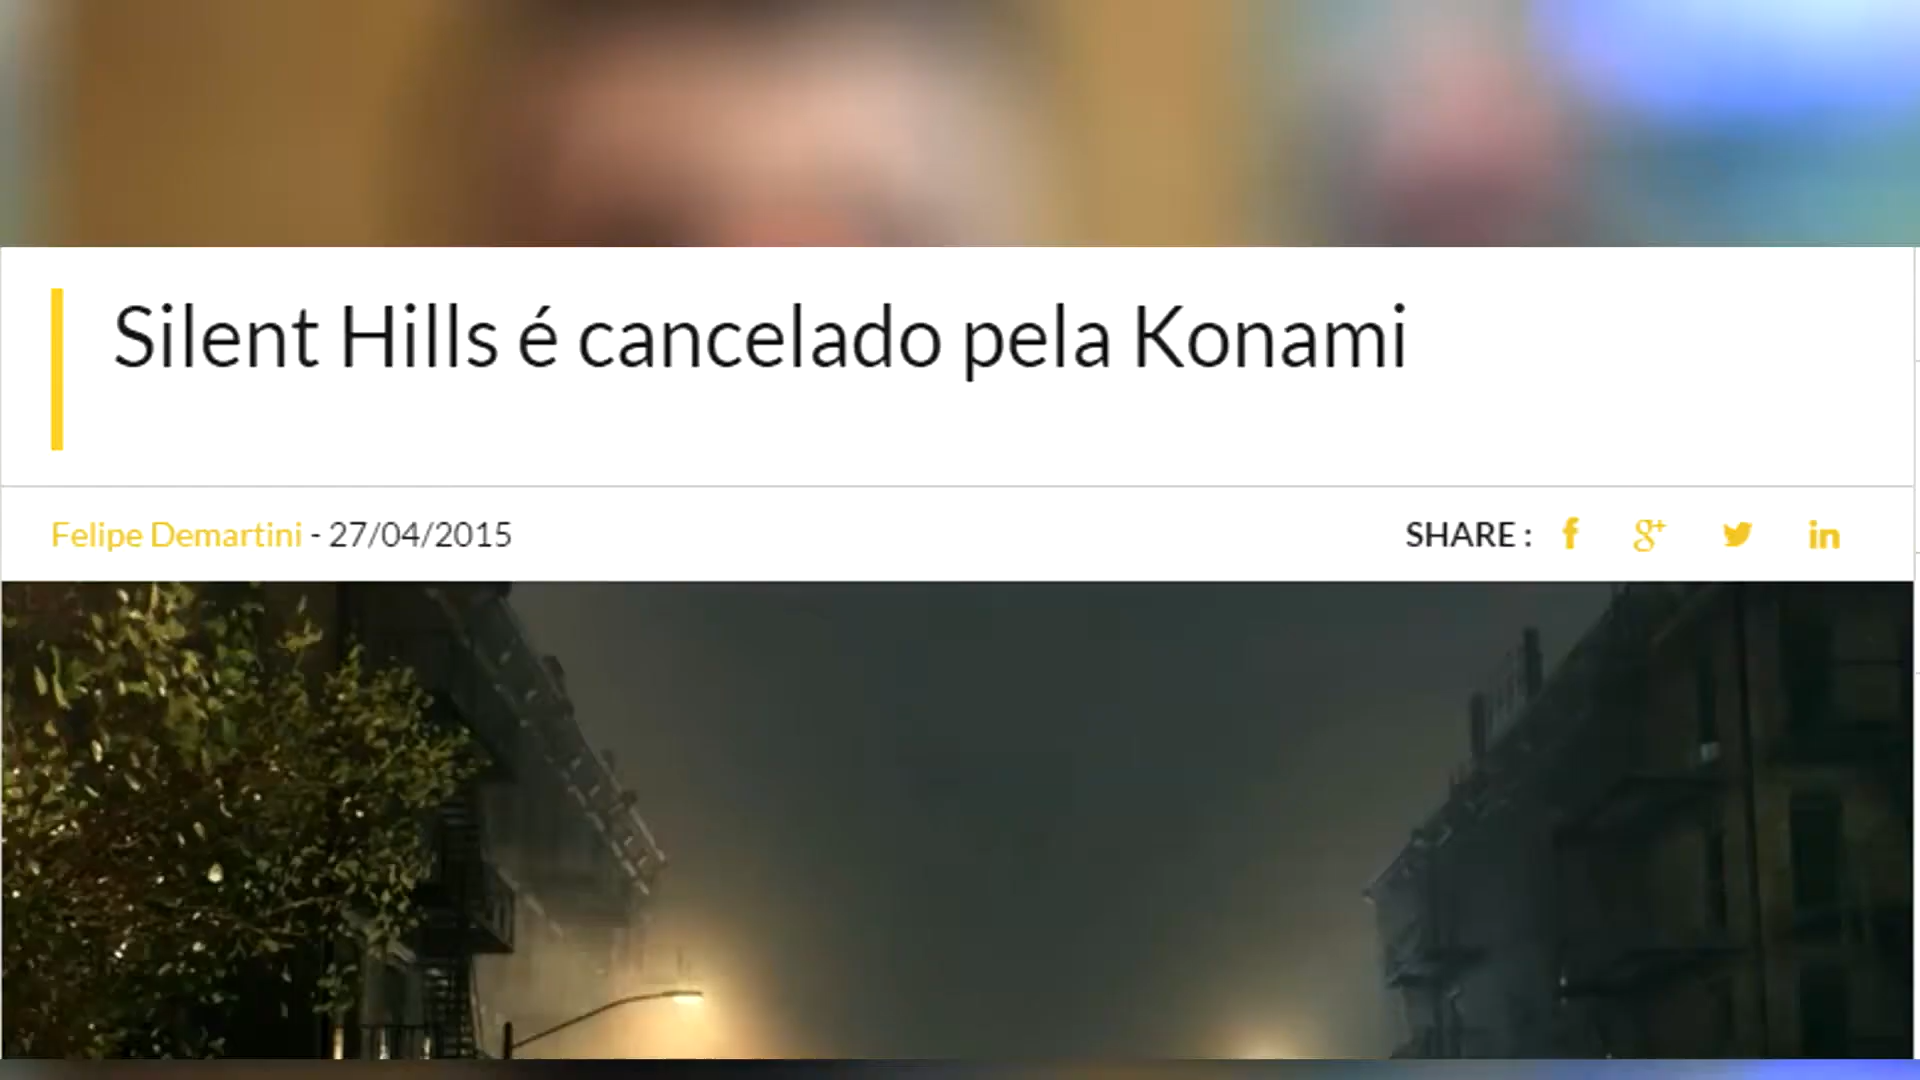 Silent Hills é cancelado pela Konami
Felipe Demartini - 27/04/2015
SHARE :